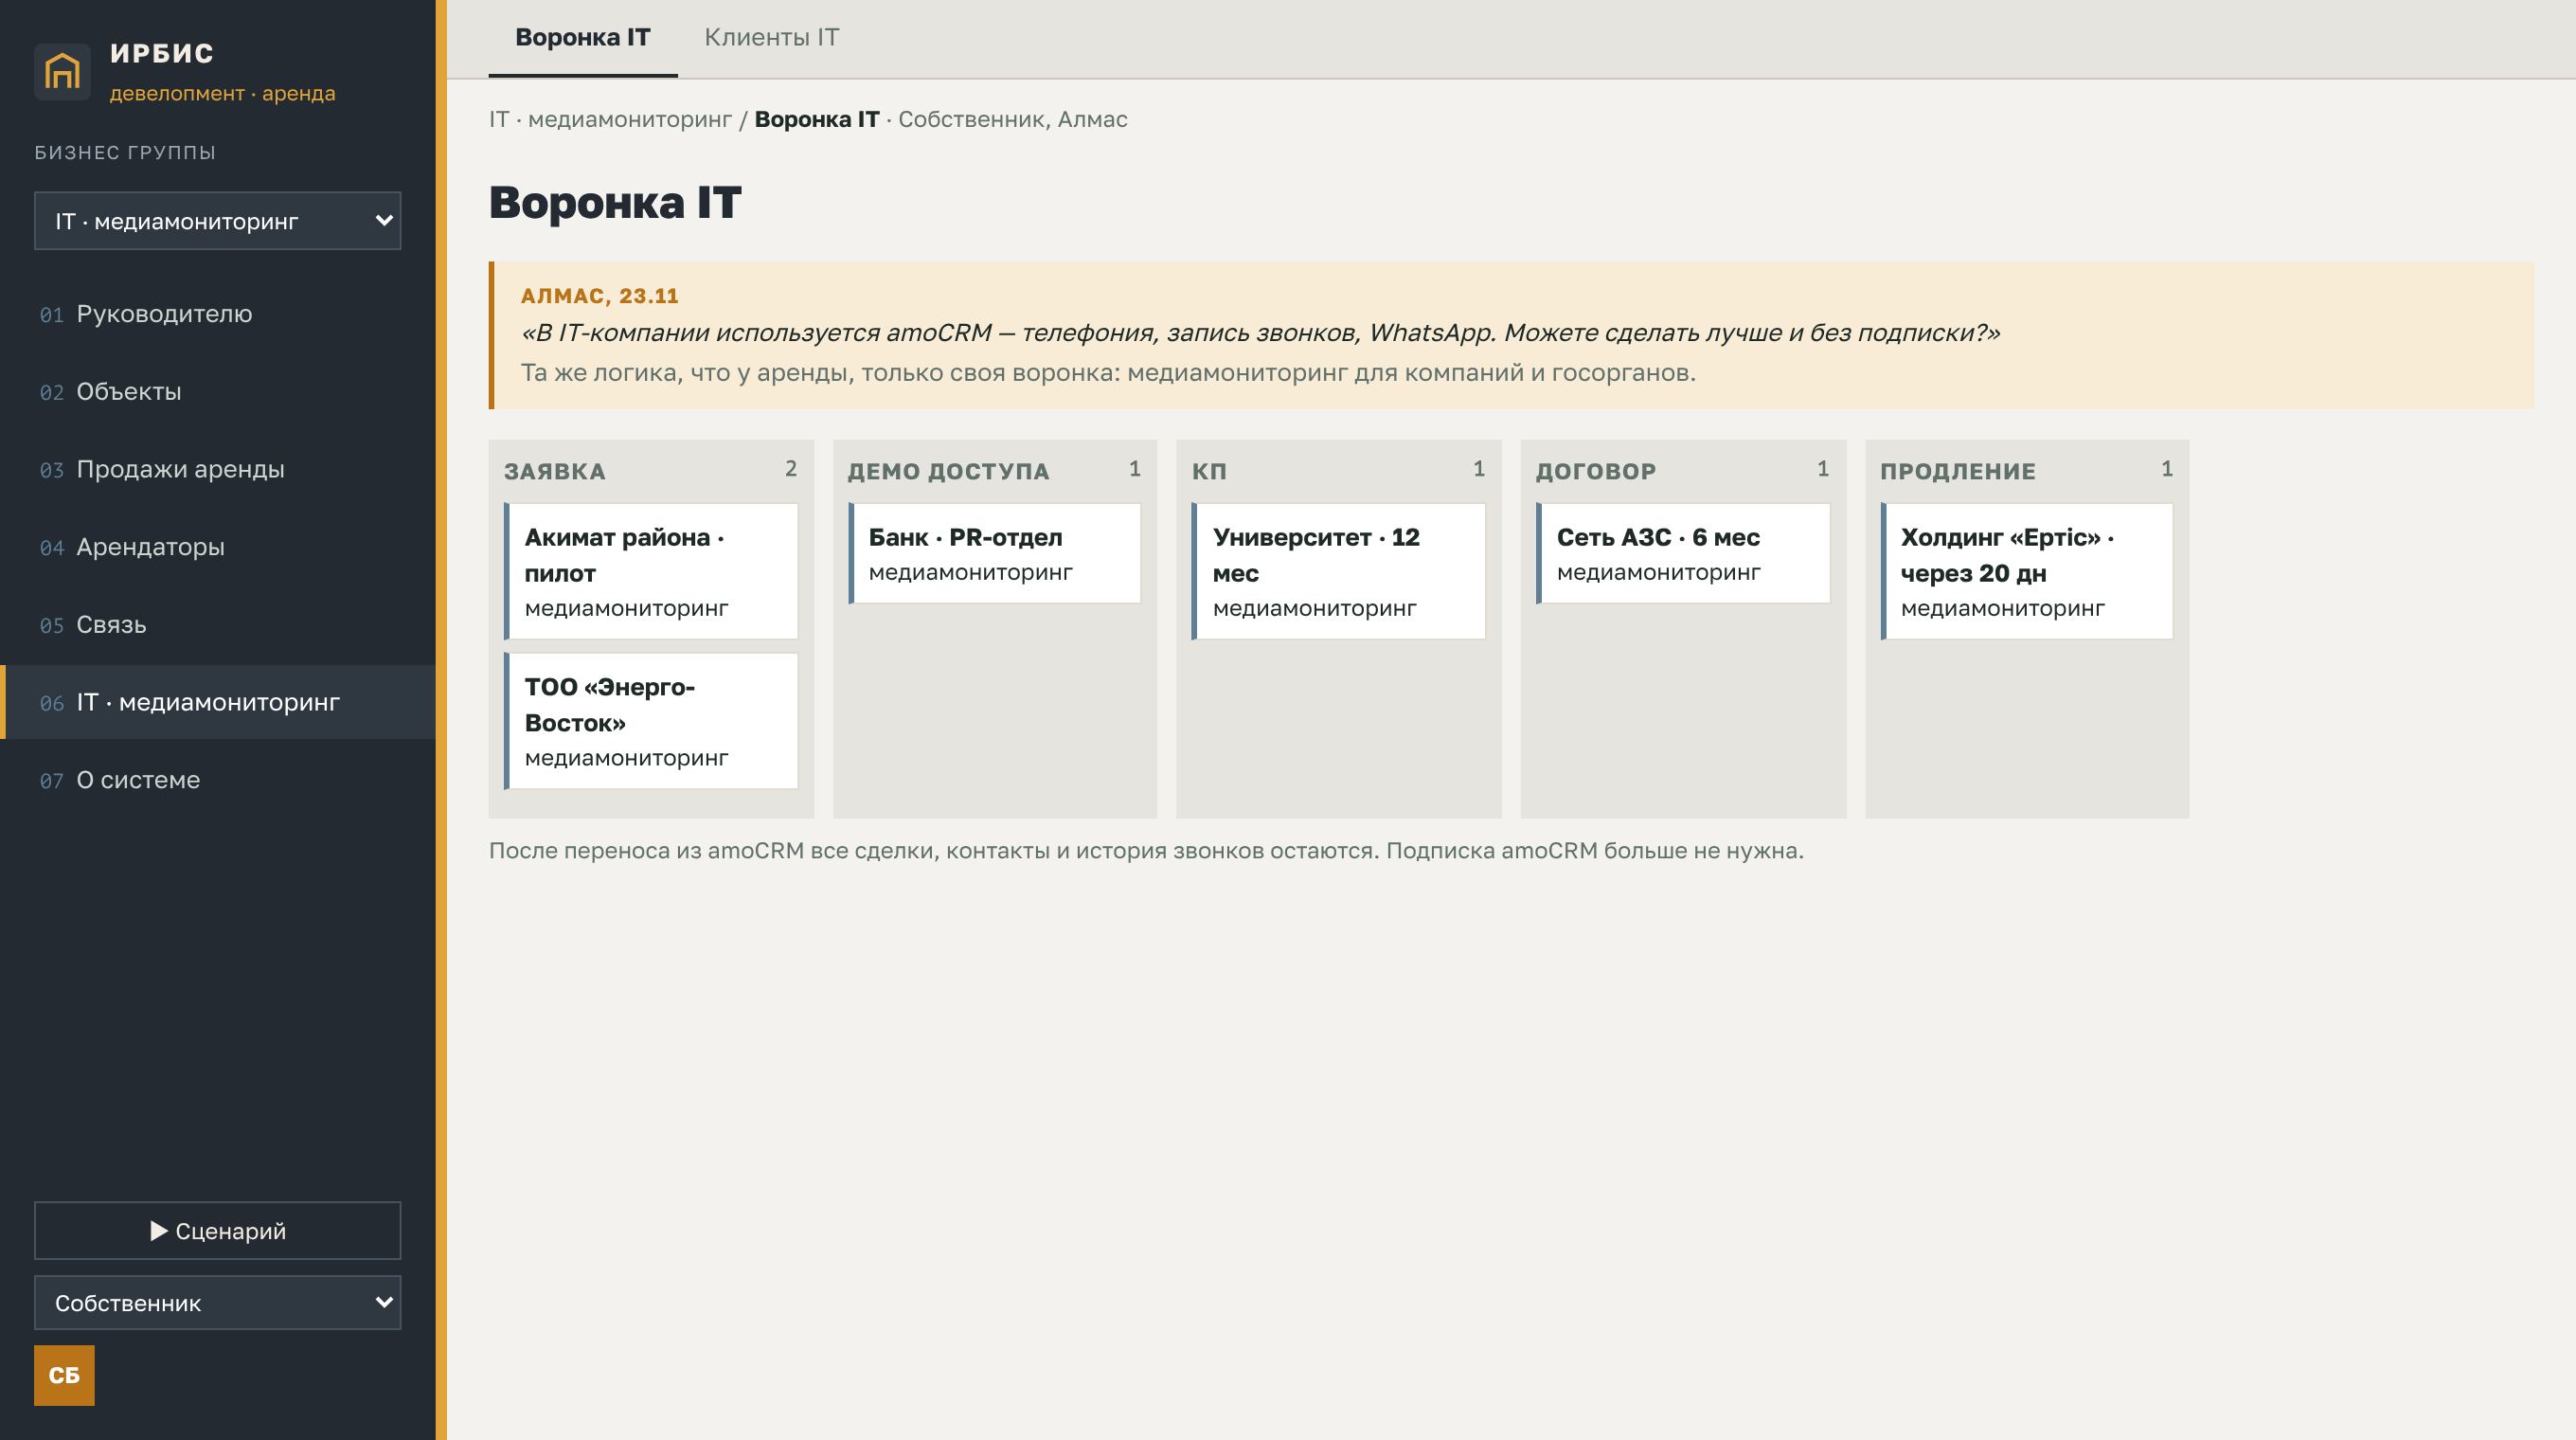 ИРБИС
девелопмент · аренда
БИЗНЕС ГРУППЫ
IT · медиамониторинг
01 Руководителю
02 Объекты
03 Продажи аренды
04 Арендаторы
05 Связь
06 IT · медиамониторинг
07 О системе
▶ Сценарий
Собственник
СБ
Воронка IT
Клиенты IT
IT · медиамониторинг / Воронка IT · Собственник, Алмас
Воронка IT
АЛМАС, 23.11
«В IT-компании используется amoCRM — телефония, запись звонков, WhatsApp. Можете сделать лучше и без подписки?»
Та же логика, что у аренды, только своя воронка: медиамониторинг для компаний и госорганов.
ЗАЯВКА 2
Акимат района ·
пилот
медиамониторинг
ТОО «Энерго-
Восток»
медиамониторинг
ДЕМО ДОСТУПА 1
Банк · PR-отдел
медиамониторинг
КП 1
Университет · 12
мес
медиамониторинг
ДОГОВОР 1
Сеть АЗС · 6 мес
медиамониторинг
ПРОДЛЕНИЕ 1
Холдинг «Ертіс» ·
через 20 дн
медиамониторинг
После переноса из amoCRM все сделки, контакты и история звонков остаются. Подписка amoCRM больше не нужна.